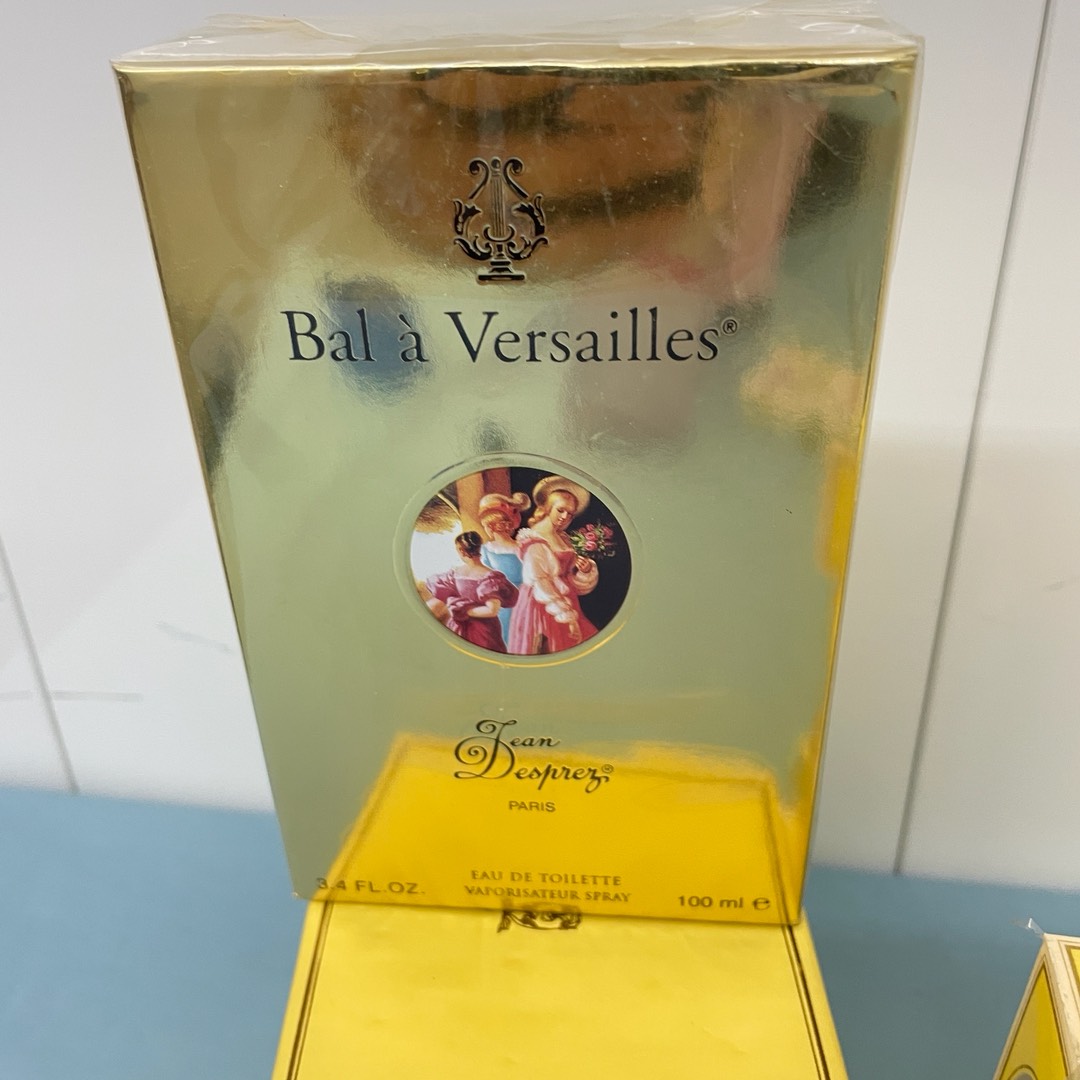 Bal à Versailles®
Jean
Desprez®
PARIS
EAU DE TOILETTE
VAPORISATEUR SPRAY
3.4 FL.OZ.
100 ml ℮